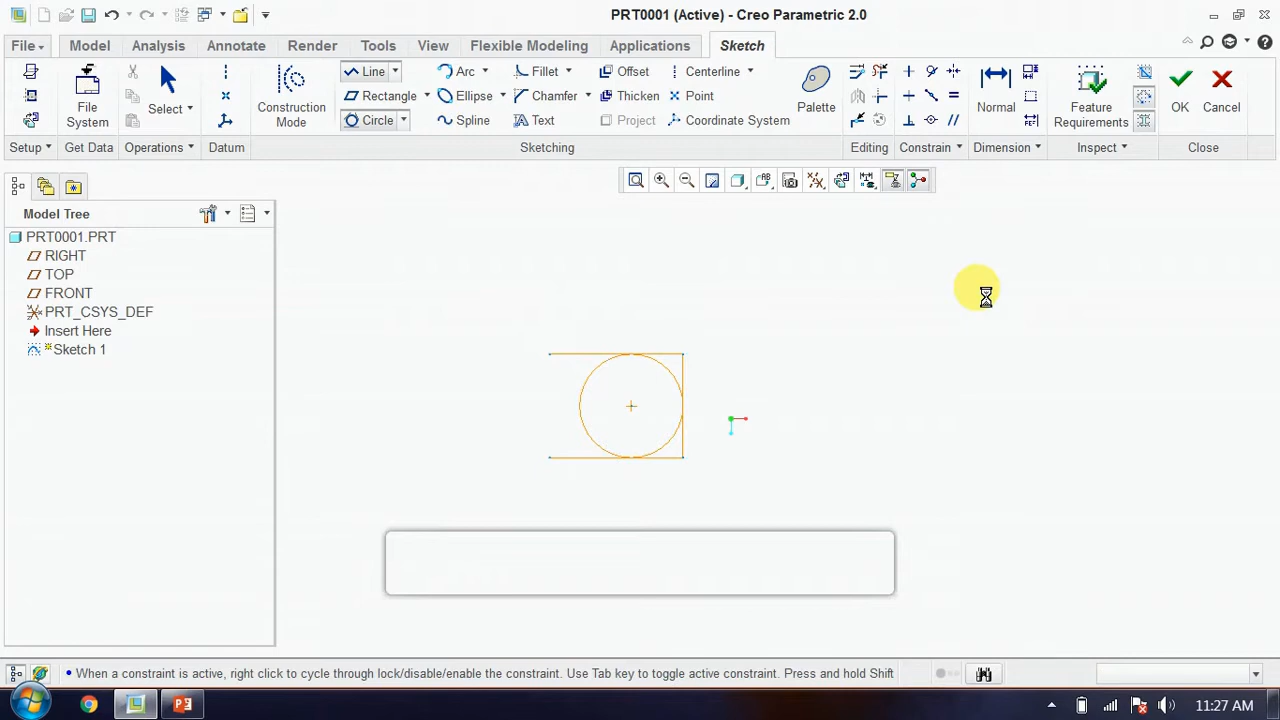 PRT0001 (Active) - Creo Parametric 2.0
File
Model
Analysis
Annotate
Render
Tools
View
Flexible Modeling
Applications
Sketch
Line
Arc
Fillet
Offset
Centerline
Rectangle
Ellipse
Chamfer
Thicken
Point
Circle
Spline
Text
Project
Coordinate System
File
System
Select
Construction
Mode
Palette
Normal
Feature
Requirements
OK
Cancel
Setup
Get Data
Operations
Datum
Sketching
Editing
Constrain
Dimension
Inspect
Close
Model Tree
PRT0001.PRT
RIGHT
TOP
FRONT
PRT_CSYS_DEF
Insert Here
Sketch 1
When a constraint is active, right click to cycle through lock/disable/enable the constraint. Use Tab key to toggle active constraint. Press and hold Shift
11:27 AM